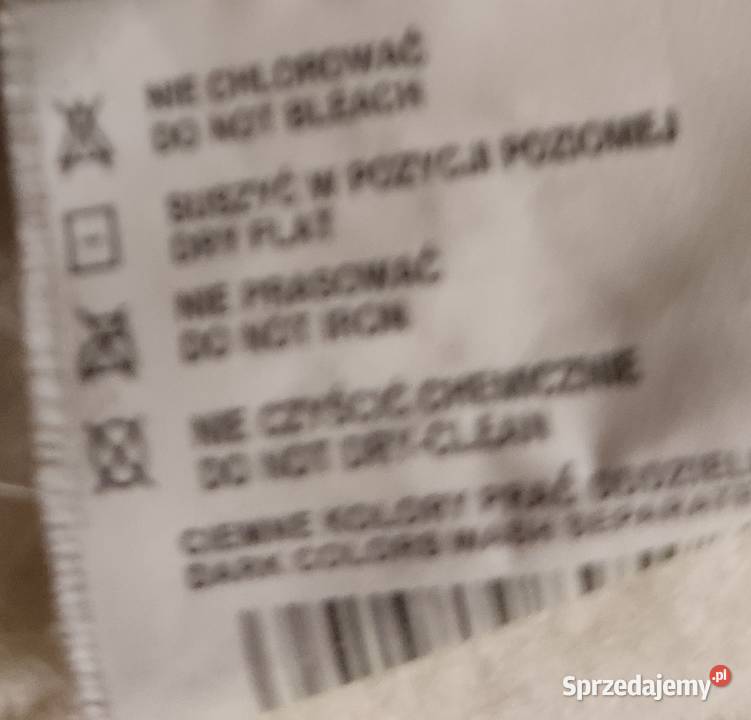 NIE CHLOROWAĆ
DO NOT BLEACH
SUSZYĆ W POZYCJI POZIOMEJ
DRY FLAT
NIE PRASOWAĆ
DO NOT IRON
NIE CZYŚCIĆ CHEMICZNIE
DO NOT DRY-CLEAN
CIEMNE KOLORY PRAĆ
DARK COLORS WASH
Sprzedajemy.pl